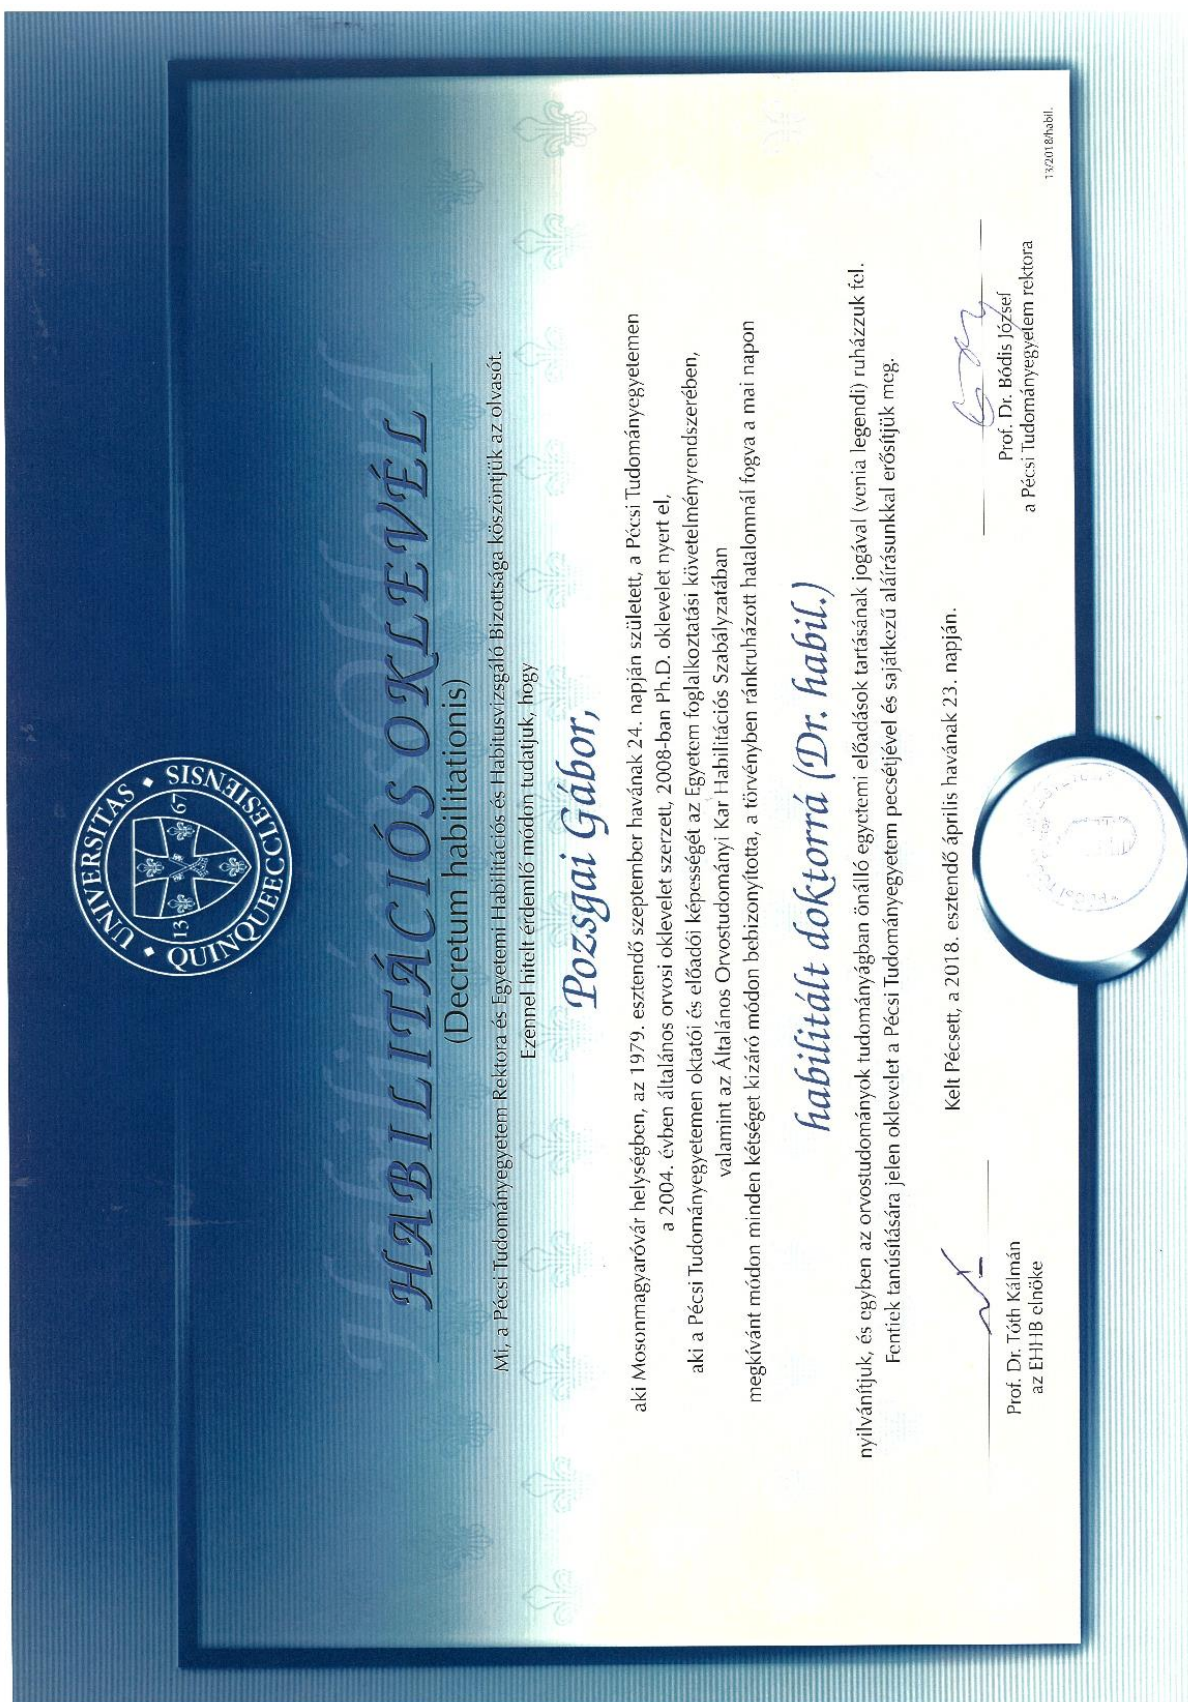 UNIVERSITAS • QUINQUEECCLESIENSIS •
13 67
HABILITÁCIÓS OKLEVÉL
(Decretum habilitationis)
Mi, a Pécsi Tudományegyetem Rektora és Egyetemi Habilitációs és Habitusvizsgáló Bizottsága köszöntjük az olvasót.
Ezennel hitelt érdemlő módon tudatjuk, hogy
Pozsgai Gábor,
aki Mosonmagyaróvár helységben, az 1979. esztendő szeptember havának 24. napján született, a Pécsi Tudományegyetemen
a 2004. évben általános orvosi oklevelet szerzett, 2008-ban Ph.D. oklevelet nyert el,
aki a Pécsi Tudományegyetemen oktatói és előadói képességét az Egyetem foglalkoztatási követelményrendszerében,
valamint az Általános Orvostudományi Kar Habilitációs Szabályzatában
megkívánt módon minden kétséget kizáró módon bebizonyította, a törvényben ránkruházott hatalomnál fogva a mai napon
habilitált doktorrá (Dr. habil.)
nyilvánítjuk, és egyben az orvostudományok tudományágban önálló egyetemi előadások tartásának jogával (venia legendi) ruházzuk fel.
Fentiek tanúsítására jelen oklevelet a Pécsi Tudományegyetem pecsétjével és sajátkezű aláírásunkkal erősítjük meg.
Kelt Pécsett, a 2018. esztendő április havának 23. napján.
Prof. Dr. Tóth Kálmán
az EHHB elnöke
Prof. Dr. Bódis József
a Pécsi Tudományegyelem rektora
13/2018/habil.